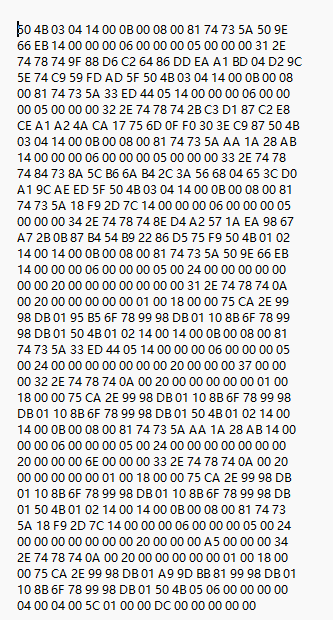 50 4B 03 04 14 00 0B 00 08 00 81 74 73 5A 50 9E
66 EB 14 00 00 00 06 00 00 00 05 00 00 00 31 2E
74 78 74 9F 88 D6 C2 64 86 DD EA A1 BD 04 D2 9C
5E 74 C9 59 FD AD 5F 50 4B 03 04 14 00 0B 00 08
00 81 74 73 5A 33 ED 44 05 14 00 00 00 06 00 00
00 05 00 00 00 32 2E 74 78 74 2B C3 D1 87 C2 E8
CE A1 A2 4A CA 17 75 6D 0F F0 30 3E C9 87 50 4B
03 04 14 00 0B 00 08 00 81 74 73 5A AA 1A 28 AB
14 00 00 00 06 00 00 00 05 00 00 00 33 2E 74 78
74 84 73 8A 5C B6 6A B4 2C 3A 56 68 04 65 3C D0
A1 9C AE ED 5F 50 4B 03 04 14 00 0B 00 08 00 81
74 73 5A 18 F9 2D 7C 14 00 00 00 06 00 00 00 05
00 00 00 34 2E 74 78 74 8E D4 A2 57 1A EA 98 67
A7 2B 0B 87 B4 54 B9 22 86 D5 75 F9 50 4B 01 02
14 00 14 00 0B 00 08 00 81 74 73 5A 50 9E 66 EB
14 00 00 00 06 00 00 00 05 00 24 00 00 00 00 00
00 00 20 00 00 00 00 00 00 00 31 2E 74 78 74 0A
00 20 00 00 00 00 00 01 00 18 00 00 75 CA 2E 99
98 DB 01 95 B5 6F 78 99 98 DB 01 10 8B 6F 78 99
98 DB 01 50 4B 01 02 14 00 14 00 0B 00 08 00 81
74 73 5A 33 ED 44 05 14 00 00 00 06 00 00 00 05
00 24 00 00 00 00 00 00 00 20 00 00 00 37 00 00
00 32 2E 74 78 74 0A 00 20 00 00 00 00 00 01 00
18 00 00 75 CA 2E 99 98 DB 01 10 8B 6F 78 99 98
DB 01 10 8B 6F 78 99 98 DB 01 50 4B 01 02 14 00
14 00 0B 00 08 00 81 74 73 5A AA 1A 28 AB 14 00
00 00 06 00 00 00 05 00 24 00 00 00 00 00 00 00
20 00 00 00 6E 00 00 00 33 2E 74 78 74 0A 00 20
00 00 00 00 00 01 00 18 00 00 75 CA 2E 99 98 DB
01 10 8B 6F 78 99 98 DB 01 10 8B 6F 78 99 98 DB
01 50 4B 01 02 14 00 14 00 0B 00 08 00 81 74 73
5A 18 F9 2D 7C 14 00 00 00 06 00 00 00 05 00 24
00 00 00 00 00 00 00 20 00 00 00 A5 00 00 00 34
2E 74 78 74 0A 00 20 00 00 00 00 00 01 00 18 00
00 75 CA 2E 99 98 DB 01 A9 9D BB 81 99 98 DB 01
10 8B 6F 78 99 98 DB 01 50 4B 05 06 00 00 00 00
04 00 04 00 5C 01 00 00 DC 00 00 00 00 00